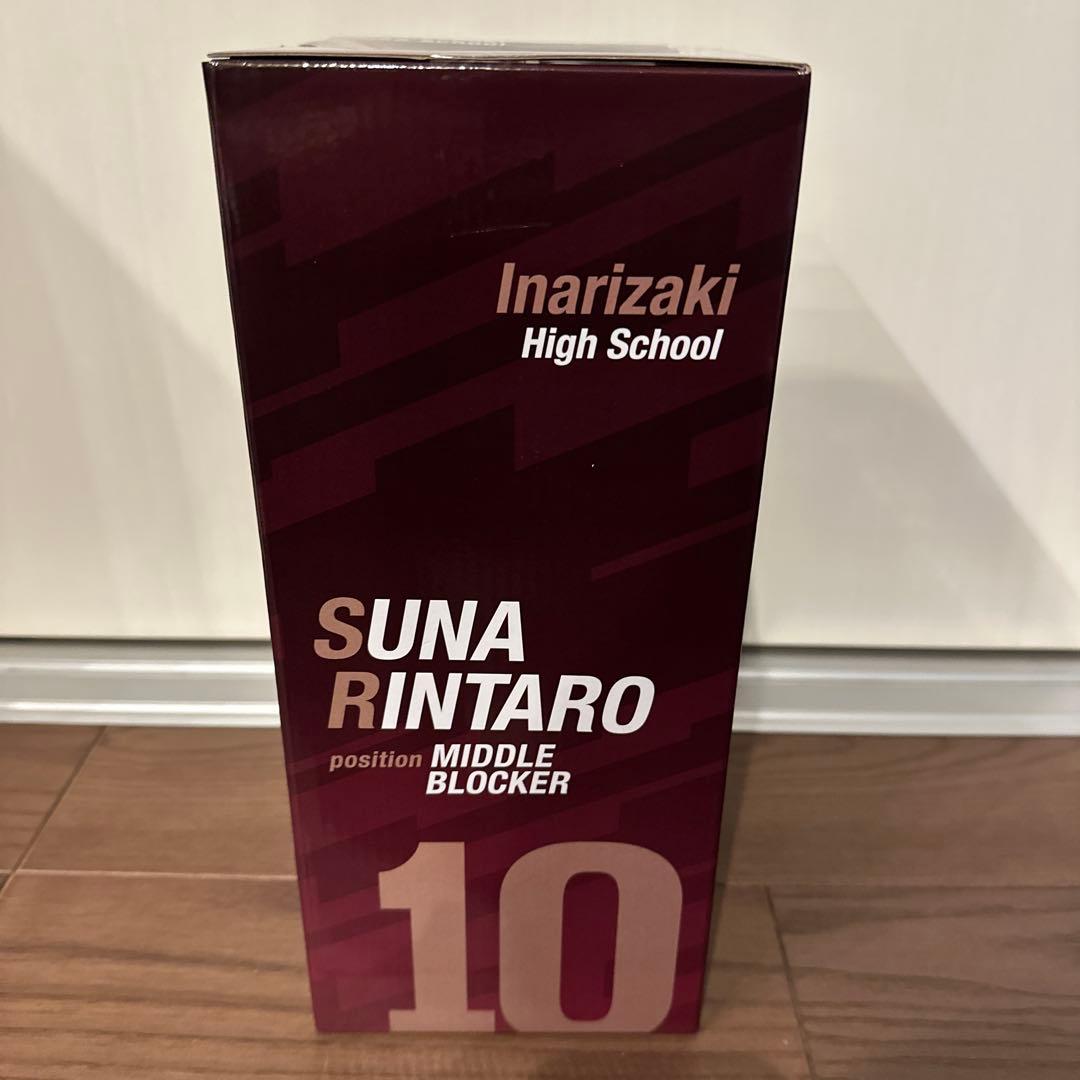 Inarizaki
High School
SUNA
RINTARO
position MIDDLE
BLOCKER
10